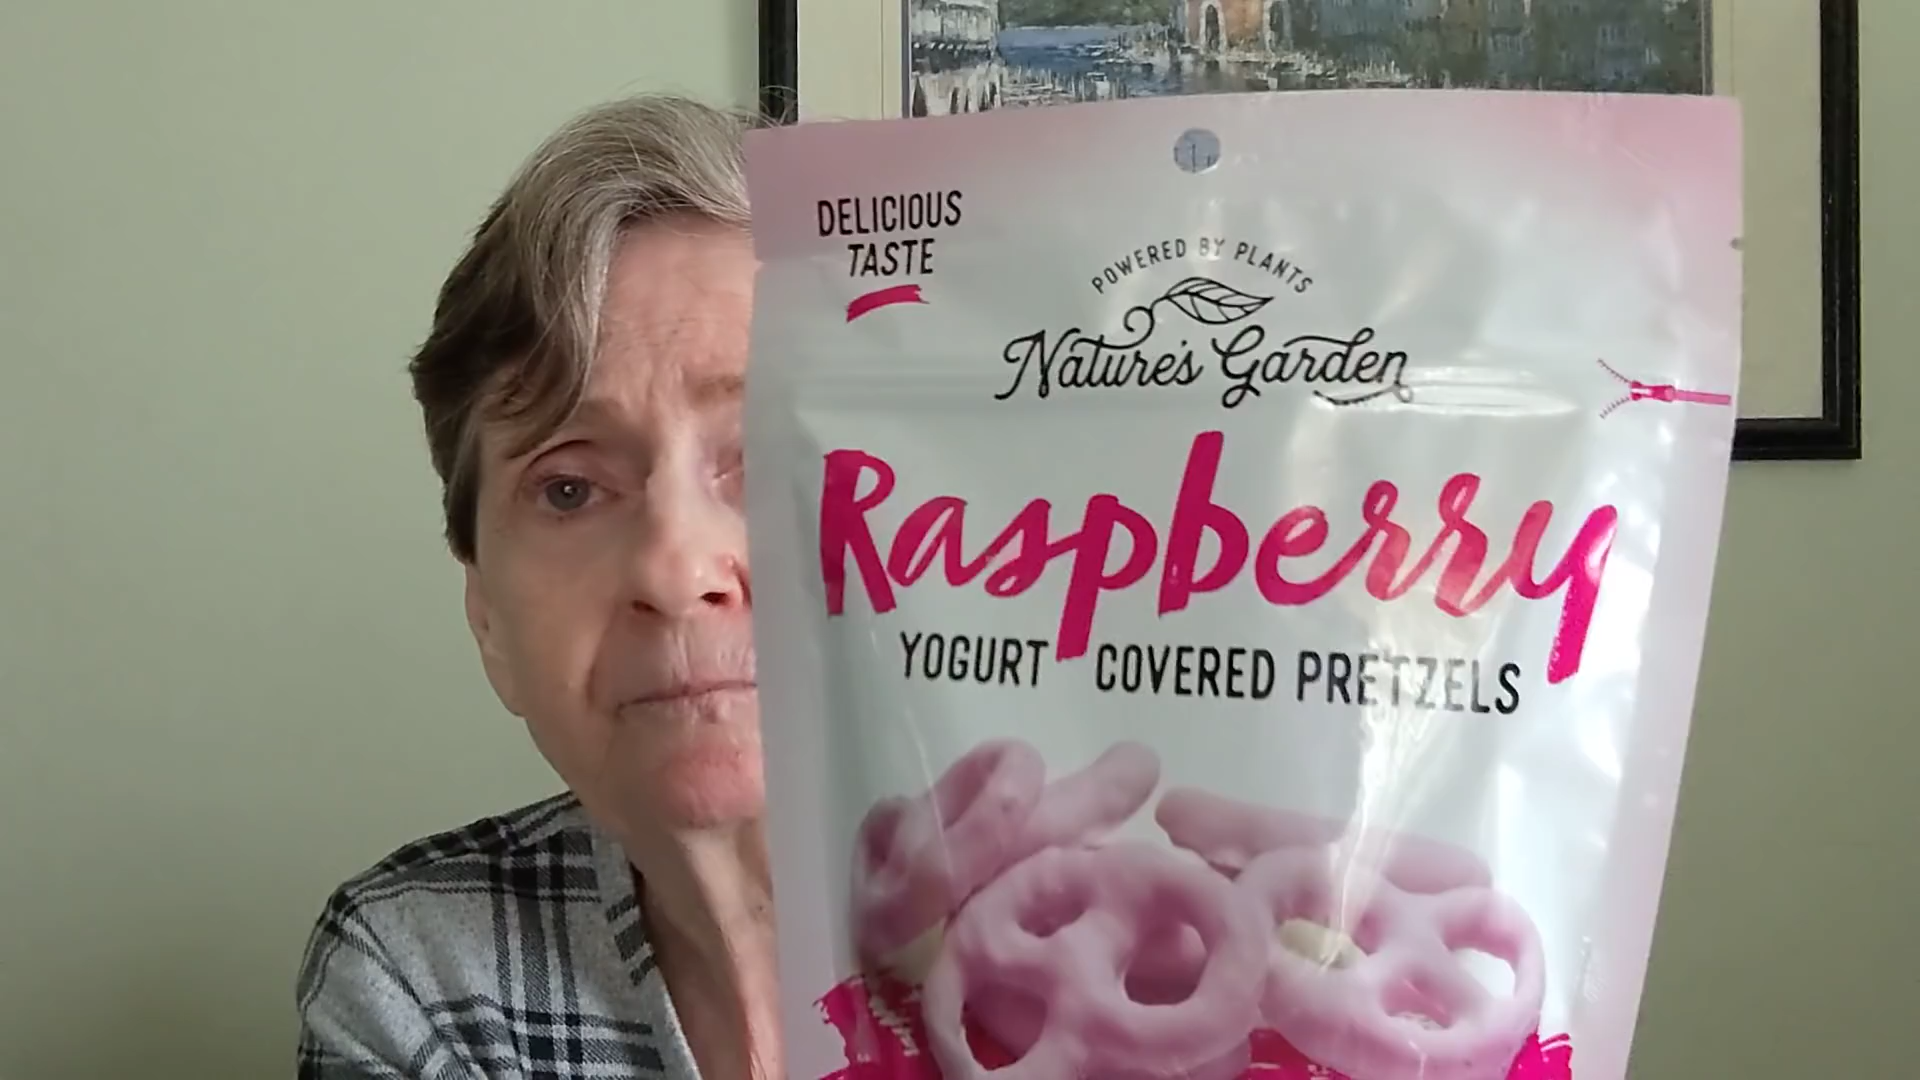 DELICIOUS
TASTE
POWERED BY PLANTS
Nature's Garden
Raspberry
YOGURT COVERED PRETZELS